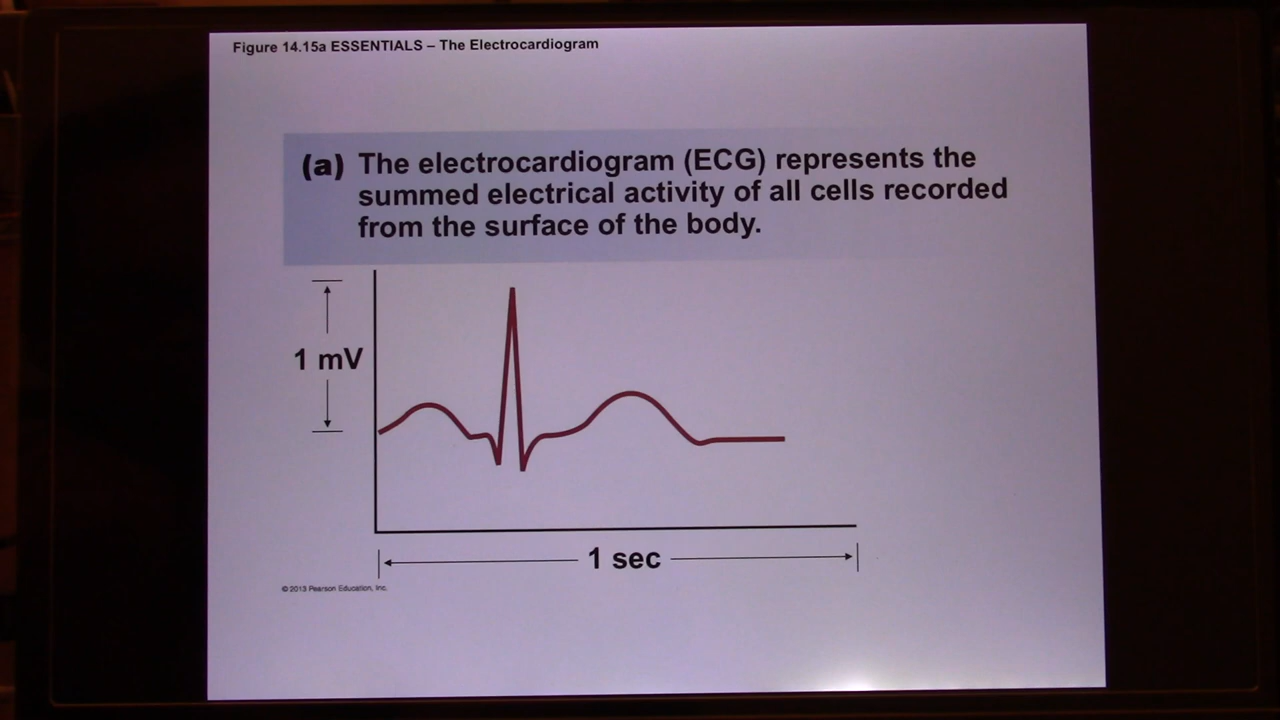 Figure 14.15a ESSENTIALS – The Electrocardiogram
(a) The electrocardiogram (ECG) represents the
summed electrical activity of all cells recorded
from the surface of the body.
1 mV
1 sec
© 2013 Pearson Education, Inc.